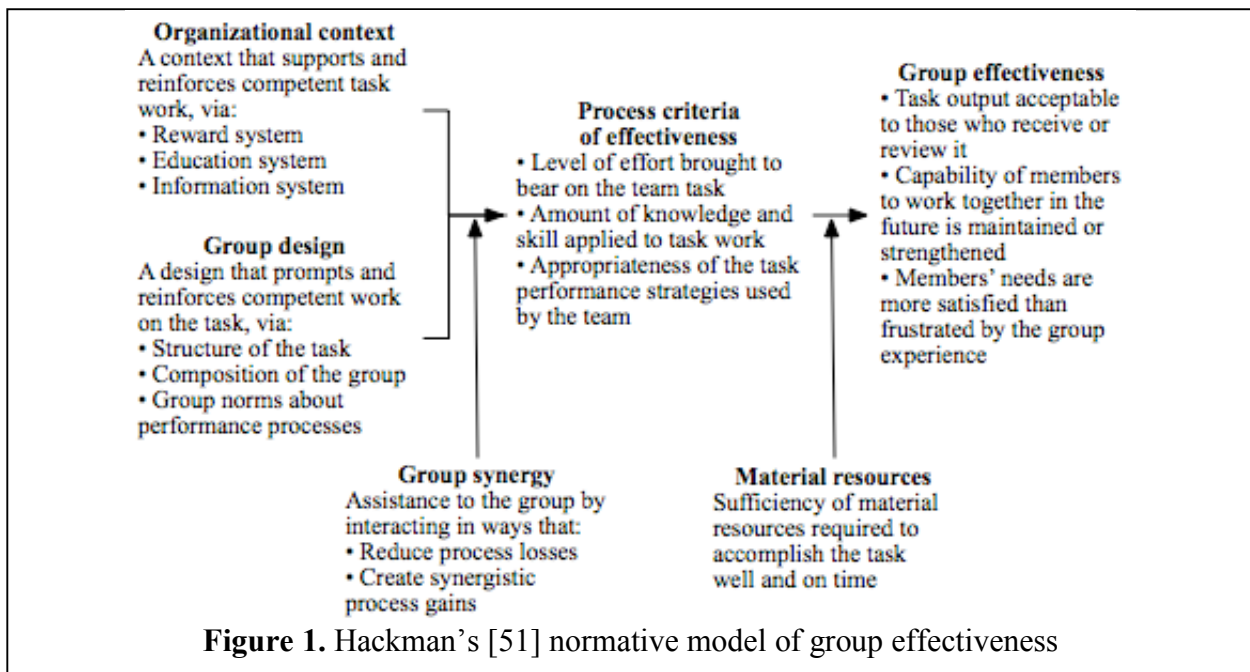 Organizational context
A context that supports and
reinforces competent task
work, via:
• Reward system
• Education system
• Information system
Group design
A design that prompts and
reinforces competent work
on the task, via:
• Structure of the task
• Composition of the group
• Group norms about
performance processes
Process criteria
of effectiveness
• Level of effort brought to
bear on the team task
• Amount of knowledge and
skill applied to task work
• Appropriateness of the task
performance strategies used
by the team
Group effectiveness
• Task output acceptable
to those who receive or
review it
• Capability of members
to work together in the
future is maintained or
strengthened
• Members' needs are
more satisfied than
frustrated by the group
experience
Group synergy
Assistance to the group by
interacting in ways that:
• Reduce process losses
• Create synergistic
process gains
Material resources
Sufficiency of material
resources required to
accomplish the task
well and on time
Figure 1. Hackman's [51] normative model of group effectiveness